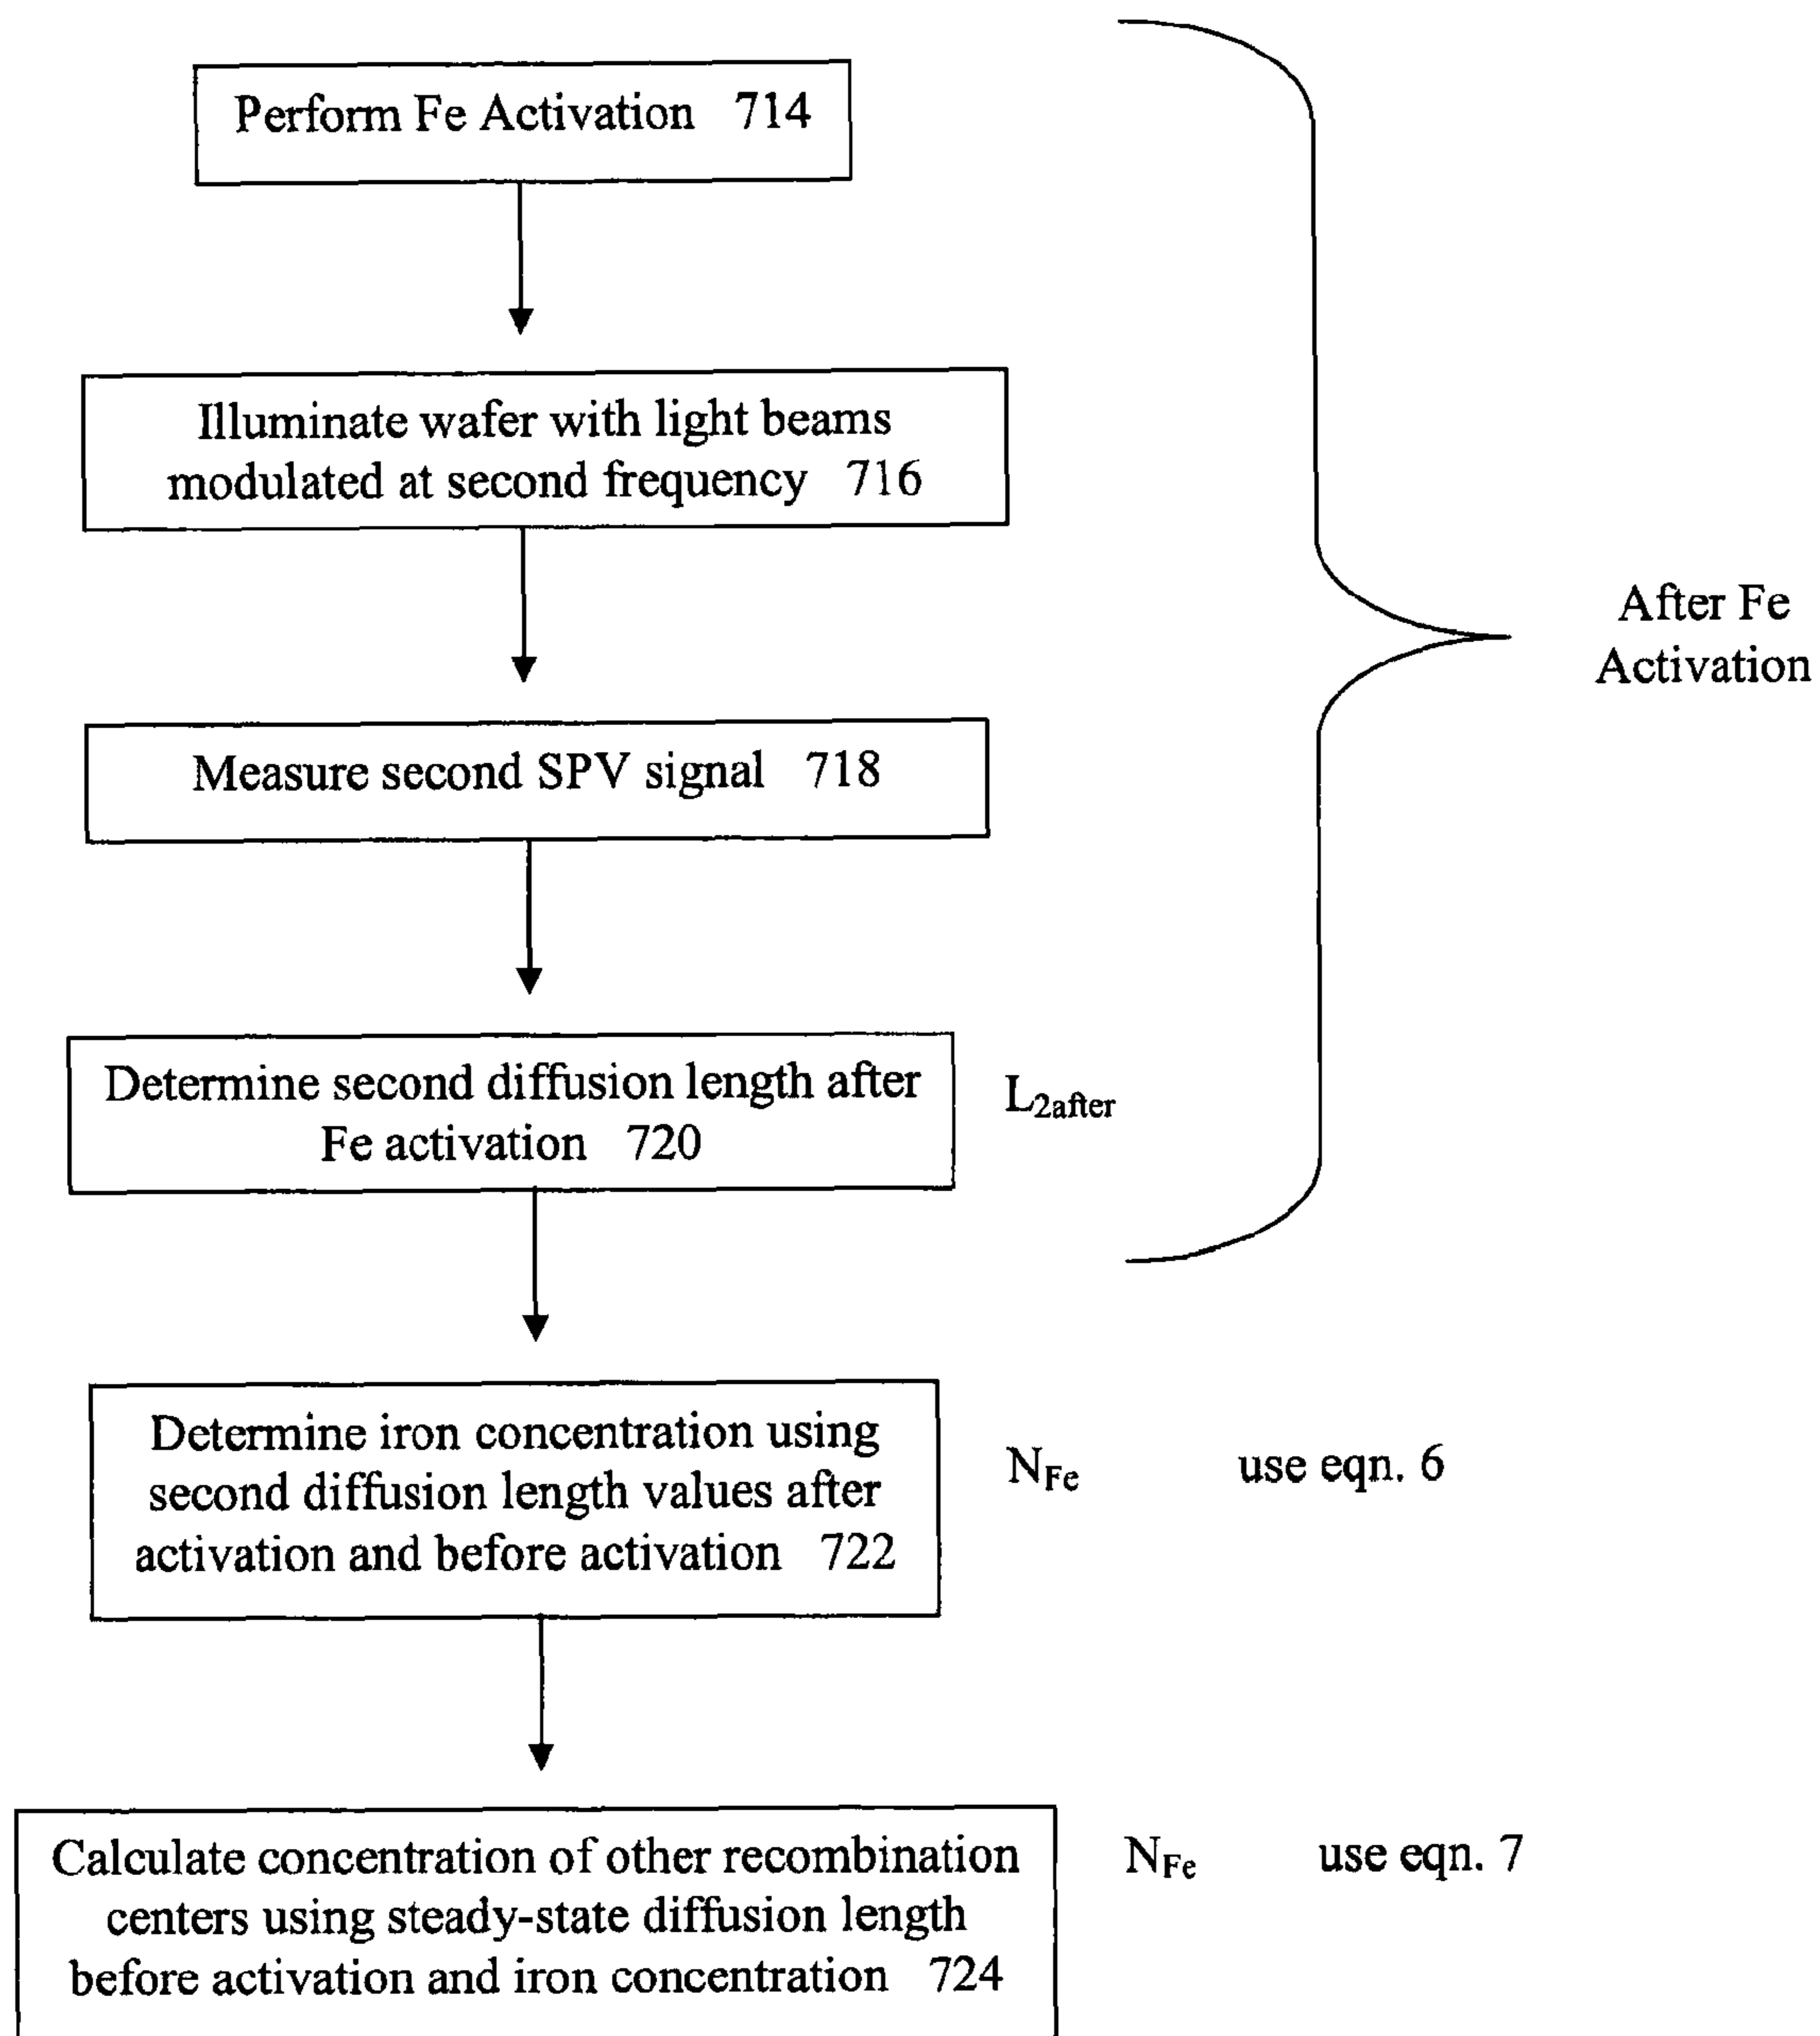 Perform Fe Activation 714
Illuminate wafer with light beams
modulated at second frequency 716
Measure second SPV signal 718
After Fe
Activation
Determine second diffusion length after
Fe activation 720
L2after
Determine iron concentration using
second diffusion length values after
activation and before activation 722
NFe use eqn. 6
Calculate concentration of other recombination
centers using steady-state diffusion length
before activation and iron concentration 724
NFe use eqn. 7